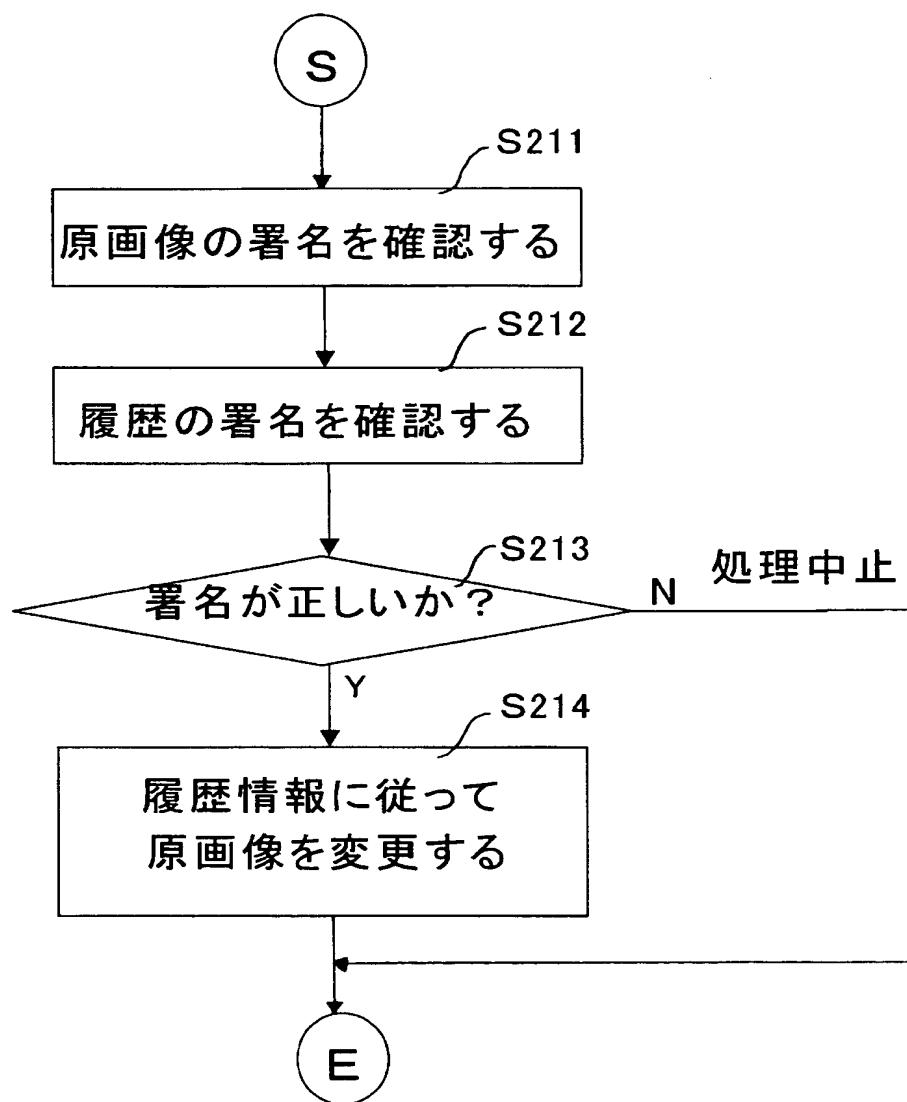 S
S211
原画像の署名を確認する
S212
履歴の署名を確認する
S213
署名が正しいか？
N 処理中止
Y
S214
履歴情報に従って
原画像を変更する
E